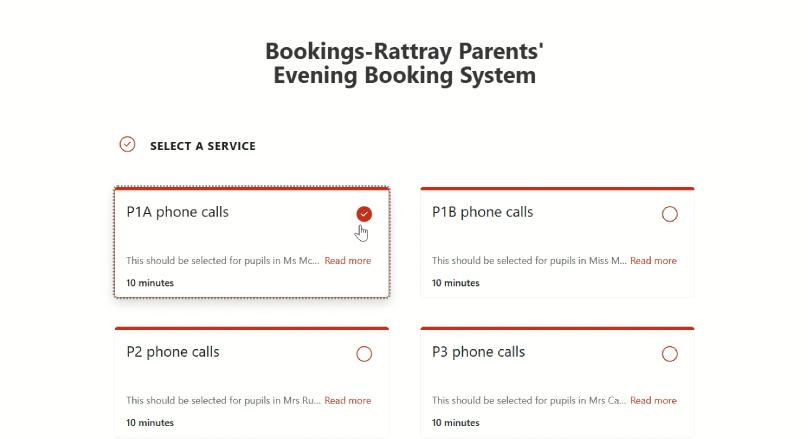 Bookings-Rattray Parents'
Evening Booking System
SELECT A SERVICE
P1A phone calls
This should be selected for pupils in Ms Mc... Read more
10 minutes
P1B phone calls
This should be selected for pupils in Miss M... Read more
10 minutes
P2 phone calls
This should be selected for pupils in Mrs Ru... Read more
10 minutes
P3 phone calls
This should be selected for pupils in Mrs Ca... Read more
10 minutes